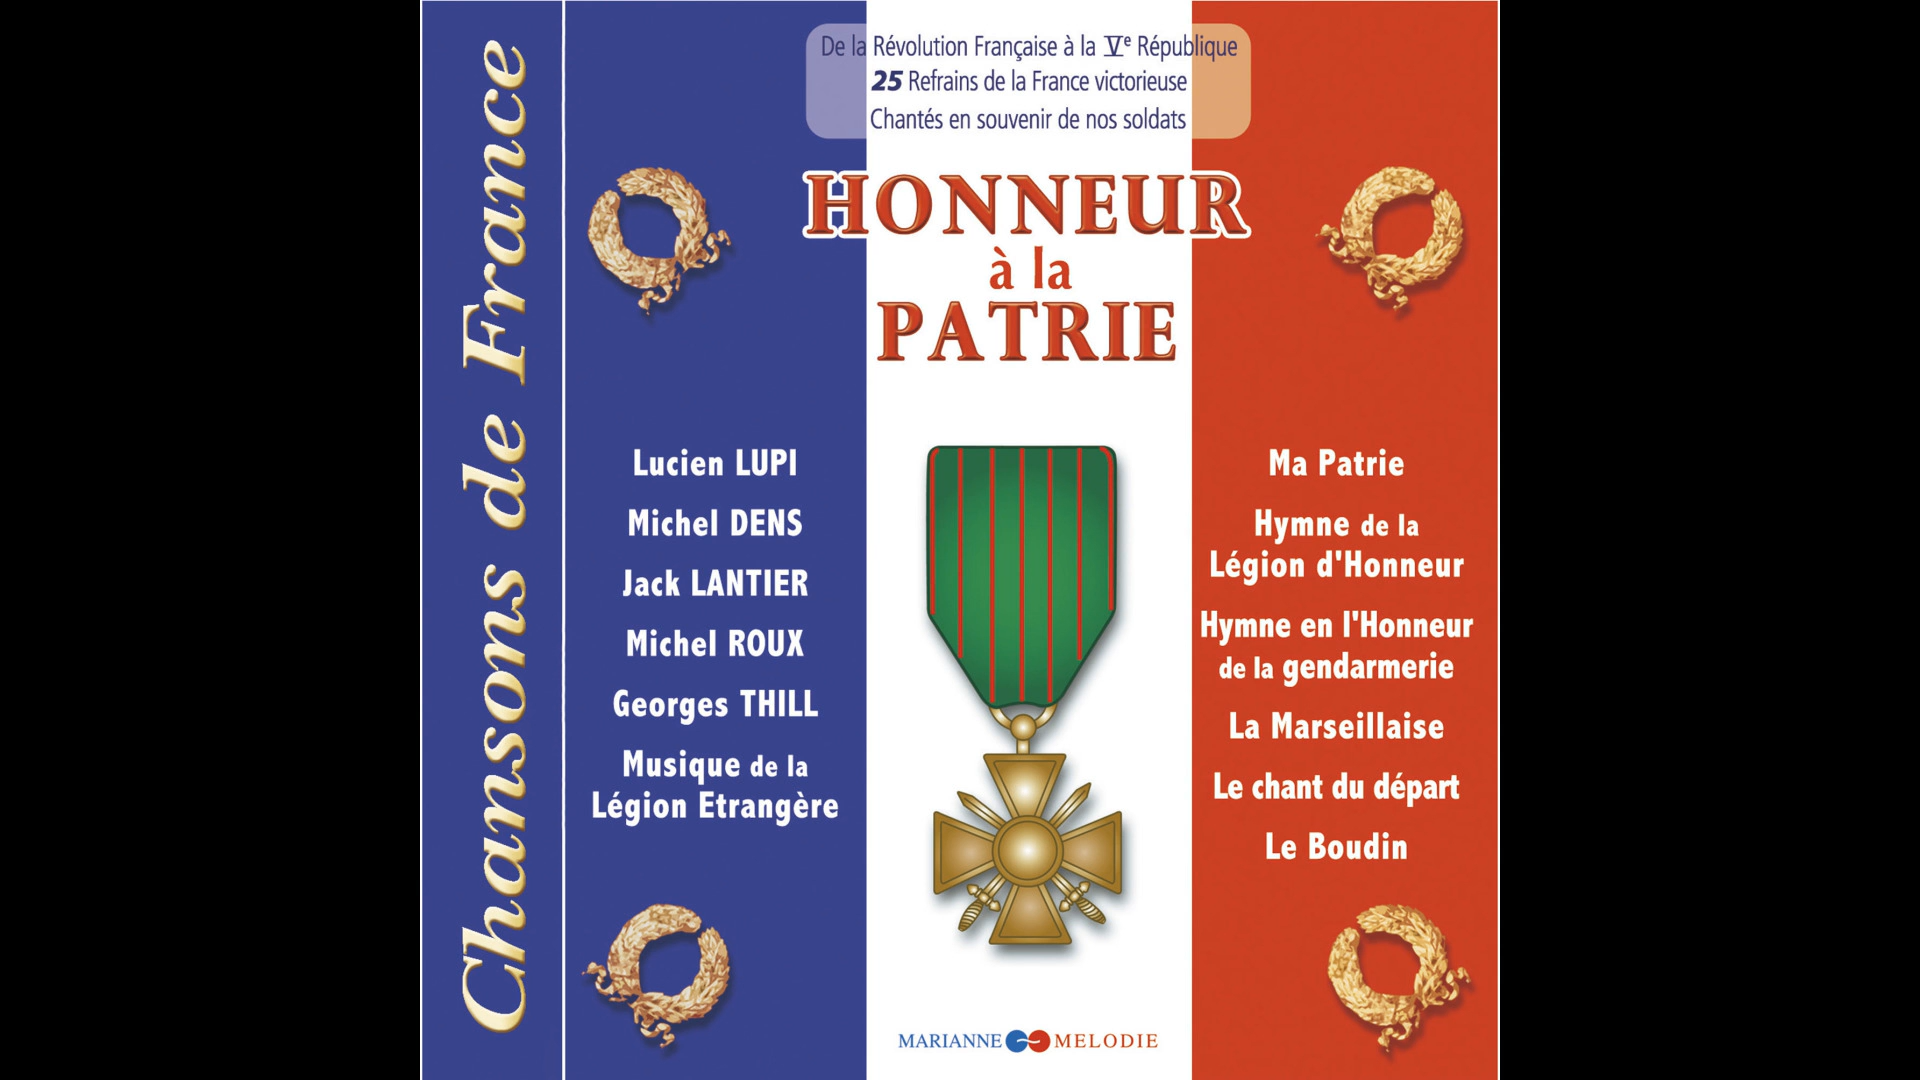 Chansons de France
De la Révolution Française à la Ve République
25 Refrains de la France victorieuse
Chantés en souvenir de nos soldats
HONNEUR
à la
PATRIE
Lucien LUPI
Michel DENS
Jack LANTIER
Michel ROUX
Georges THILL
Musique de la
Légion Etrangère
Ma Patrie
Hymne de la
Légion d'Honneur
Hymne en l'Honneur
de la gendarmerie
La Marseillaise
Le chant du départ
Le Boudin
MARIANNE MELODIE